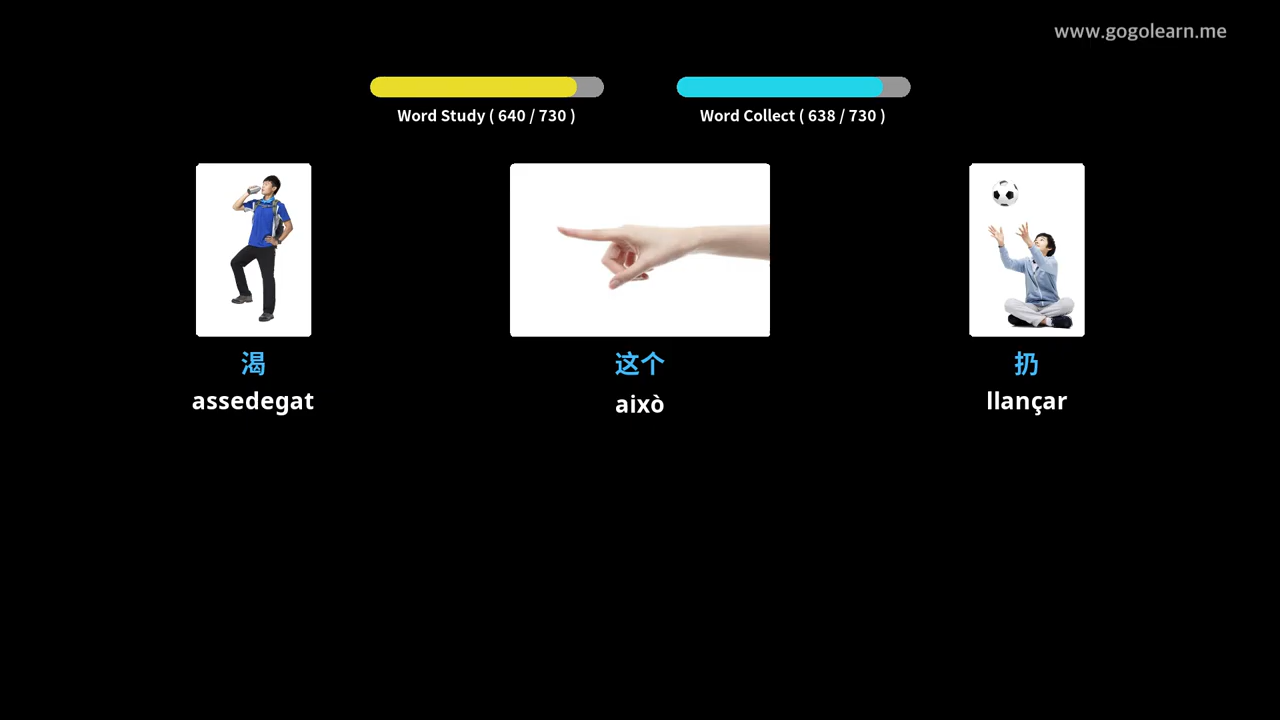 www.gogolearn.me
Word Study ( 640 / 730 )
Word Collect ( 638 / 730 )
渴
这个
扔
assedegat
això
llançar